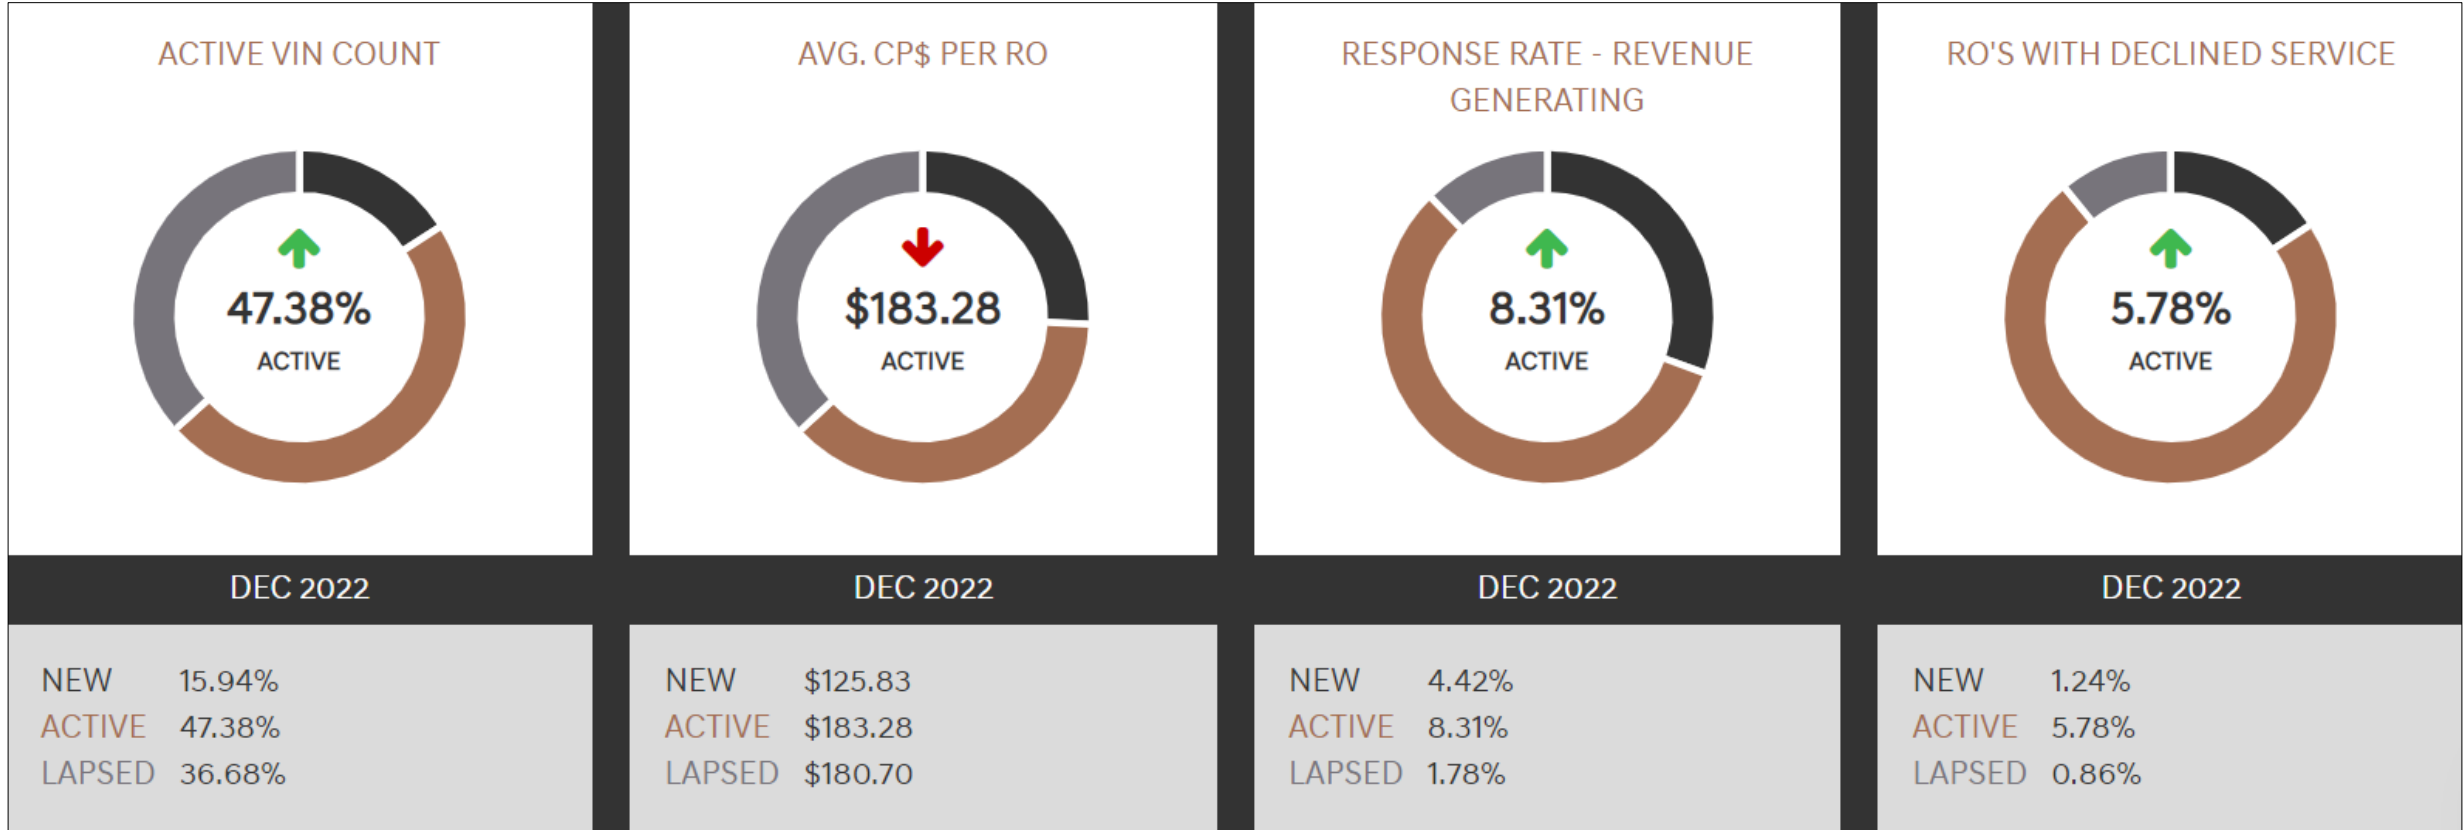 ACTIVE VIN COUNT
47.38%
ACTIVE
DEC 2022
NEW 15.94%
ACTIVE 47.38%
LAPSED 36.68%
AVG. CP$ PER RO
$183.28
ACTIVE
DEC 2022
NEW $125.83
ACTIVE $183.28
LAPSED $180.70
RESPONSE RATE - REVENUE
GENERATING
8.31%
ACTIVE
DEC 2022
NEW 4.42%
ACTIVE 8.31%
LAPSED 1.78%
RO'S WITH DECLINED SERVICE
5.78%
ACTIVE
DEC 2022
NEW 1.24%
ACTIVE 5.78%
LAPSED 0.86%